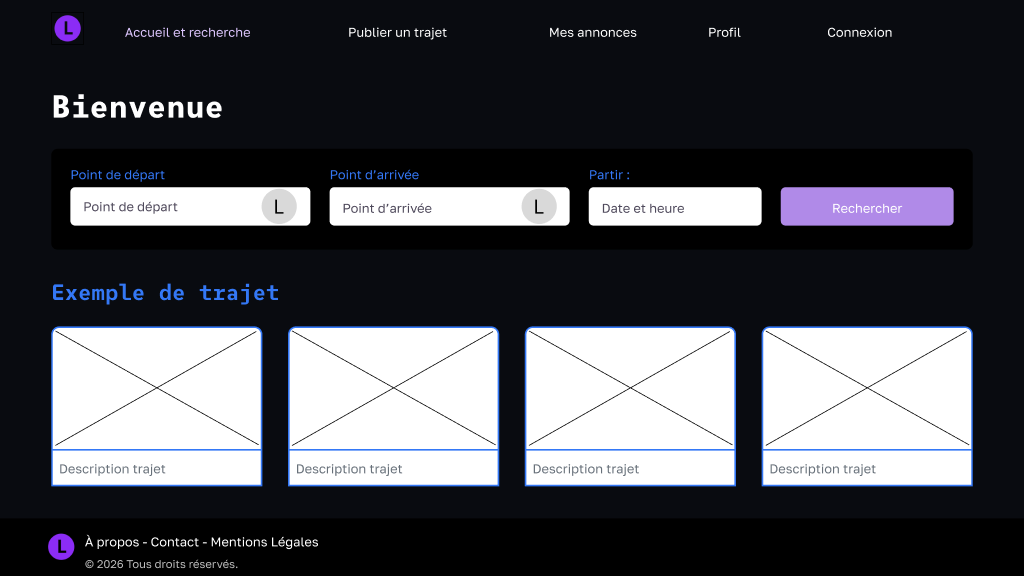 L
Accueil et recherche
Publier un trajet
Mes annonces
Profil
Connexion
Bienvenue
Point de départ
Point d’arrivée
Partir :
Point de départ
L
Point d’arrivée
L
Date et heure
Rechercher
Exemple de trajet
Description trajet
Description trajet
Description trajet
Description trajet
L
À propos - Contact - Mentions Légales
© 2026 Tous droits réservés.